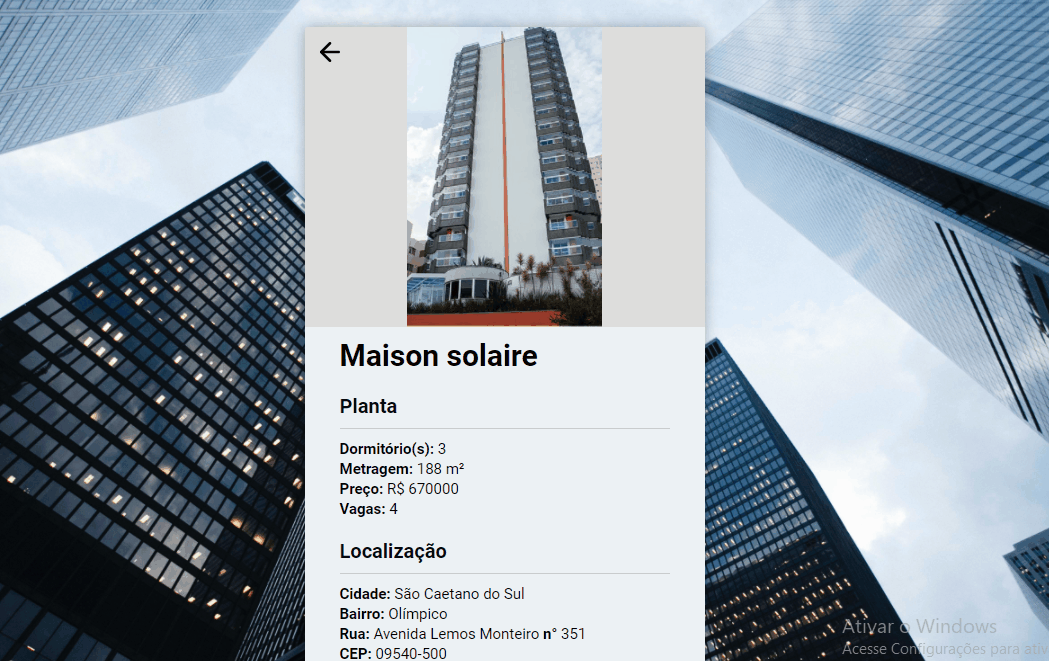 Maison solaire
Planta
Dormitório(s): 3
Metragem: 188 m²
Preço: R$ 670000
Vagas: 4
Localização
Cidade: São Caetano do Sul
Bairro: Olímpico
Rua: Avenida Lemos Monteiro n° 351
CEP: 09540-500
Ativar o Windows
Acesse Configurações para ativ